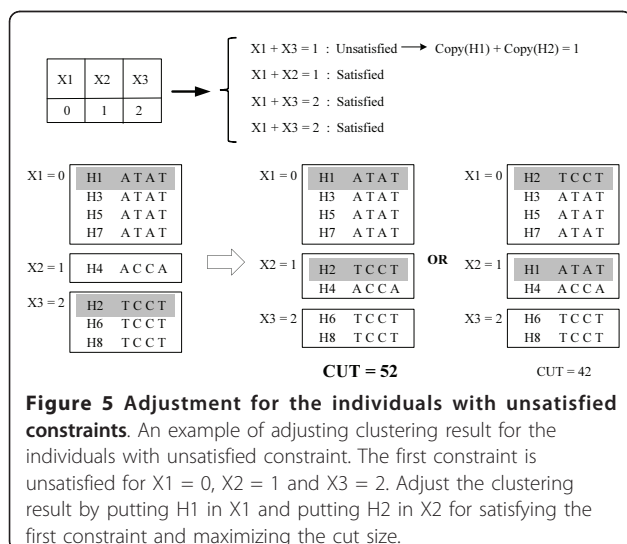 X1 + X3 = 1 : Unsatisfied → Copy(H1) + Copy(H2) = 1
X1 + X2 = 1 : Satisfied
X1 + X3 = 2 : Satisfied
X1 + X3 = 2 : Satisfied
X1 X2 X3
0 1 2
X1 = 0
H1 A T A T
H3 A T A T
H5 A T A T
H7 A T A T
X2 = 1
H4 A C C A
X3 = 2
H2 T C C T
H6 T C C T
H8 T C C T
X1 = 0
H1 A T A T
H3 A T A T
H5 A T A T
H7 A T A T
X2 = 1
H2 T C C T
H4 A C C A
X3 = 2
H6 T C C T
H8 T C C T
CUT = 52
OR
X1 = 0
H2 T C C T
H3 A T A T
H5 A T A T
H7 A T A T
X2 = 1
H1 A T A T
H4 A C C A
X3 = 2
H6 T C C T
H8 T C C T
CUT = 42
Figure 5 Adjustment for the individuals with unsatisfied
constraints. An example of adjusting clustering result for the
individuals with unsatisfied constraint. The first constraint is
unsatisfied for X1 = 0, X2 = 1 and X3 = 2. Adjust the clustering
result by putting H1 in X1 and putting H2 in X2 for satisfying the
first constraint and maximizing the cut size.